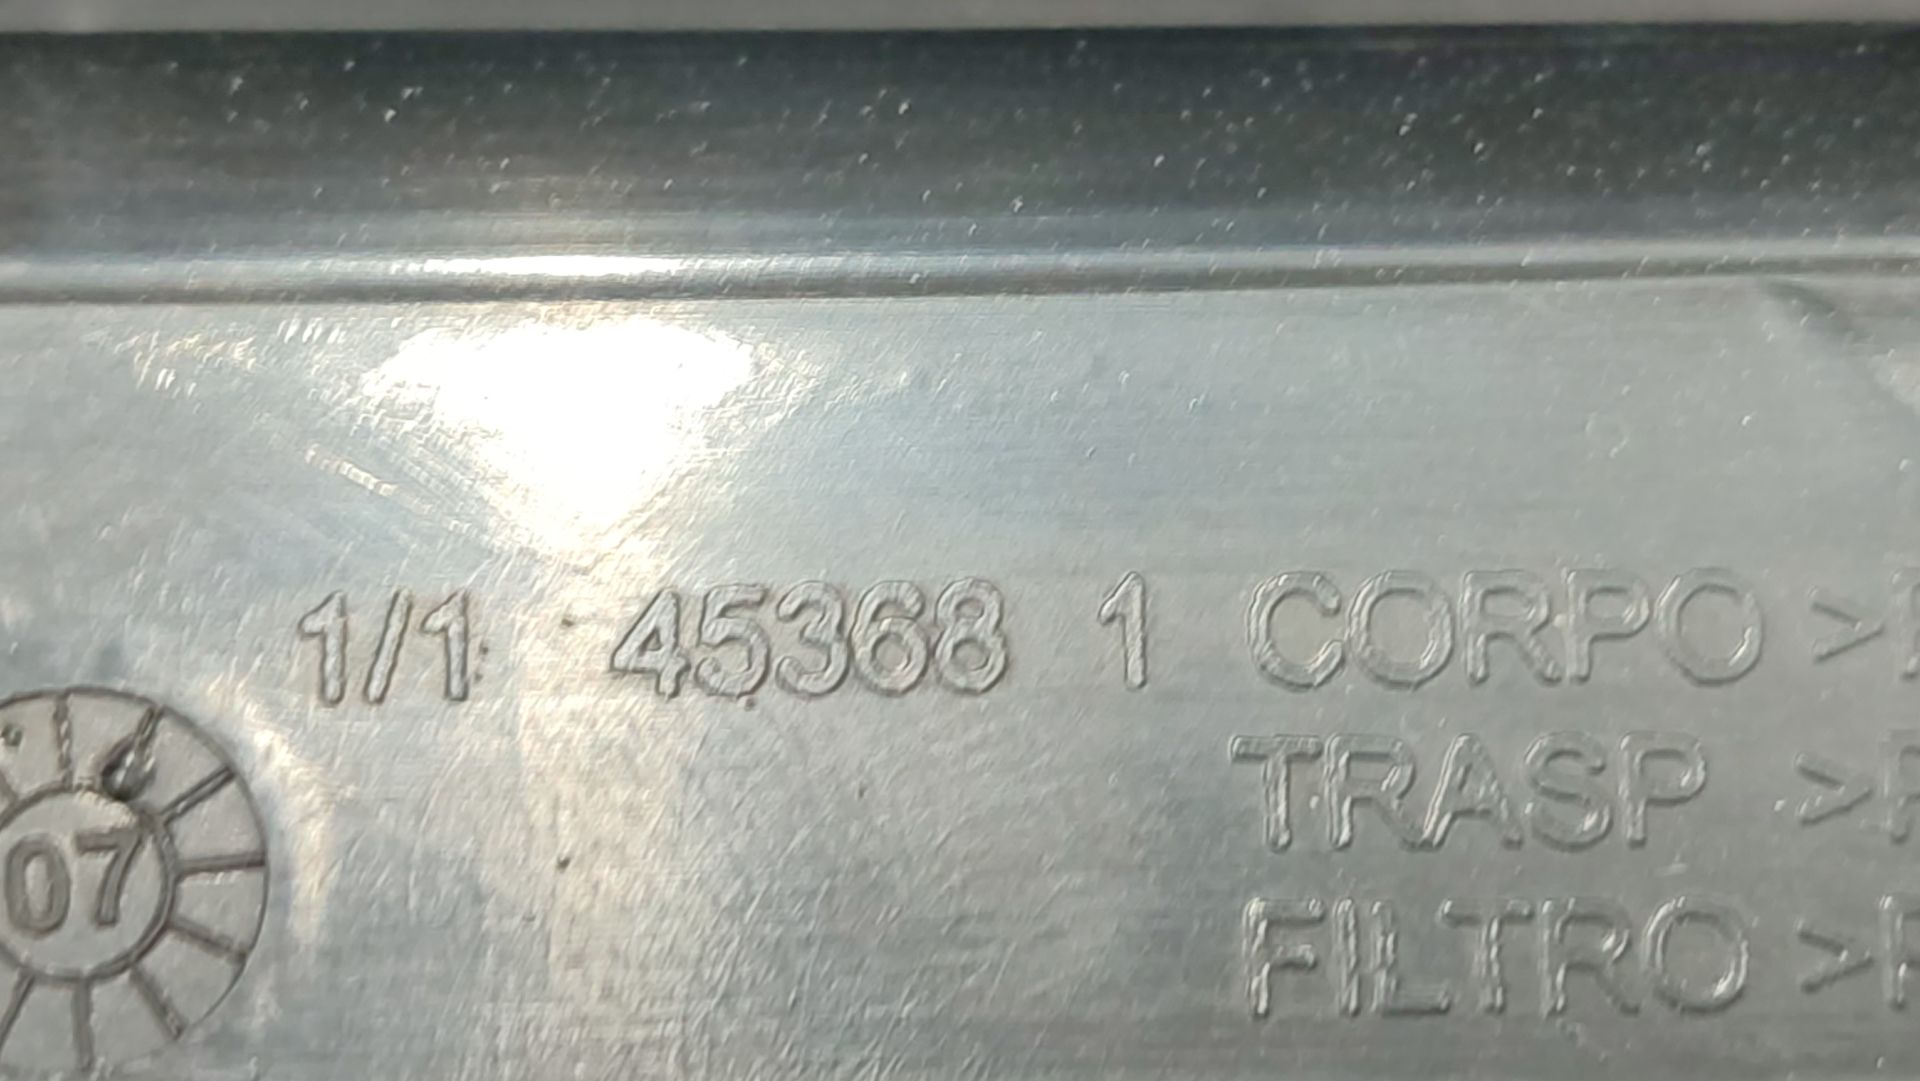 1/1 45368 1 CORPO >P
TRASP >P
FILTRO >P
07